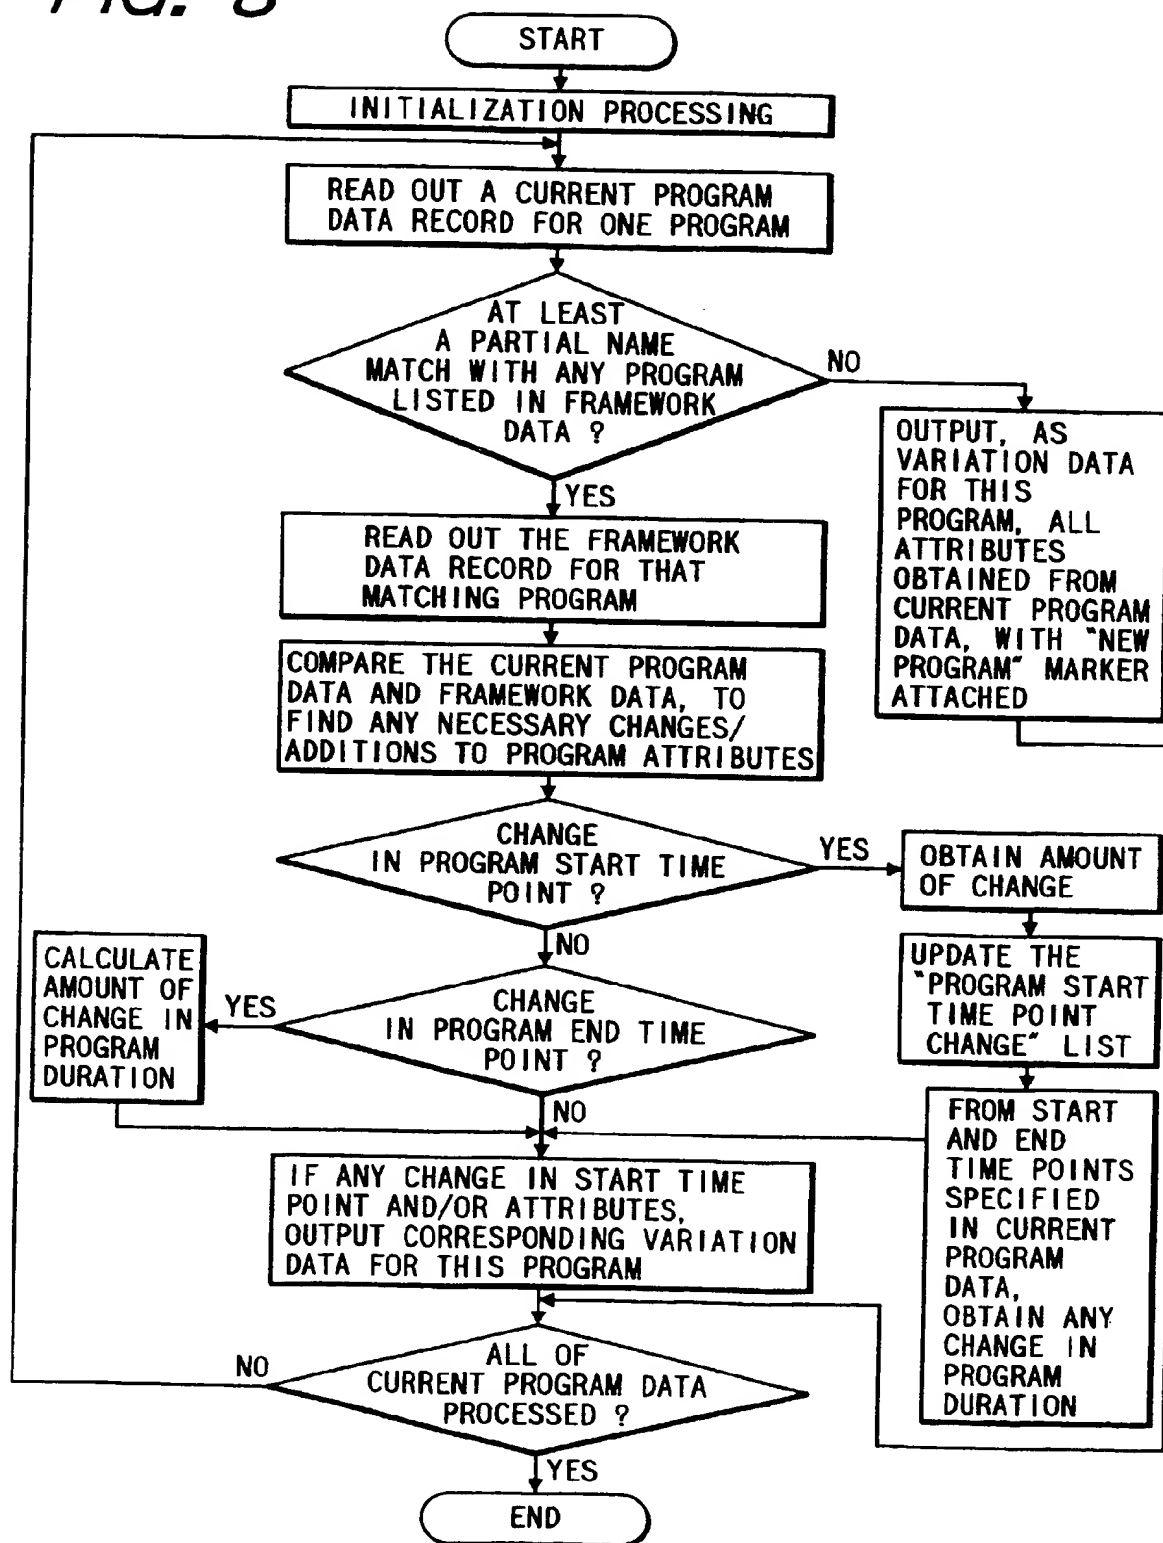 FIG. 8
START
INITIALIZATION PROCESSING
READ OUT A CURRENT PROGRAM
DATA RECORD FOR ONE PROGRAM
AT LEAST
A PARTIAL NAME
MATCH WITH ANY PROGRAM
LISTED IN FRAMEWORK
DATA ?
NO
OUTPUT, AS
VARIATION DATA
FOR THIS
PROGRAM, ALL
ATTRIBUTES
OBTAINED FROM
CURRENT PROGRAM
DATA, WITH "NEW
PROGRAM" MARKER
ATTACHED
YES
READ OUT THE FRAMEWORK
DATA RECORD FOR THAT
MATCHING PROGRAM
COMPARE THE CURRENT PROGRAM
DATA AND FRAMEWORK DATA, TO
FIND ANY NECESSARY CHANGES/
ADDITIONS TO PROGRAM ATTRIBUTES
CHANGE
IN PROGRAM START TIME
POINT ?
YES
OBTAIN AMOUNT
OF CHANGE
UPDATE THE
"PROGRAM START
TIME POINT
CHANGE" LIST
FROM START
AND END
TIME POINTS
SPECIFIED
IN CURRENT
PROGRAM
DATA,
OBTAIN ANY
CHANGE IN
PROGRAM
DURATION
NO
CHANGE
IN PROGRAM END TIME
POINT ?
YES
CALCULATE
AMOUNT OF
CHANGE IN
PROGRAM
DURATION
NO
IF ANY CHANGE IN START TIME
POINT AND/OR ATTRIBUTES,
OUTPUT CORRESPONDING VARIATION
DATA FOR THIS PROGRAM
ALL OF
CURRENT PROGRAM DATA
PROCESSED ?
NO
YES
END